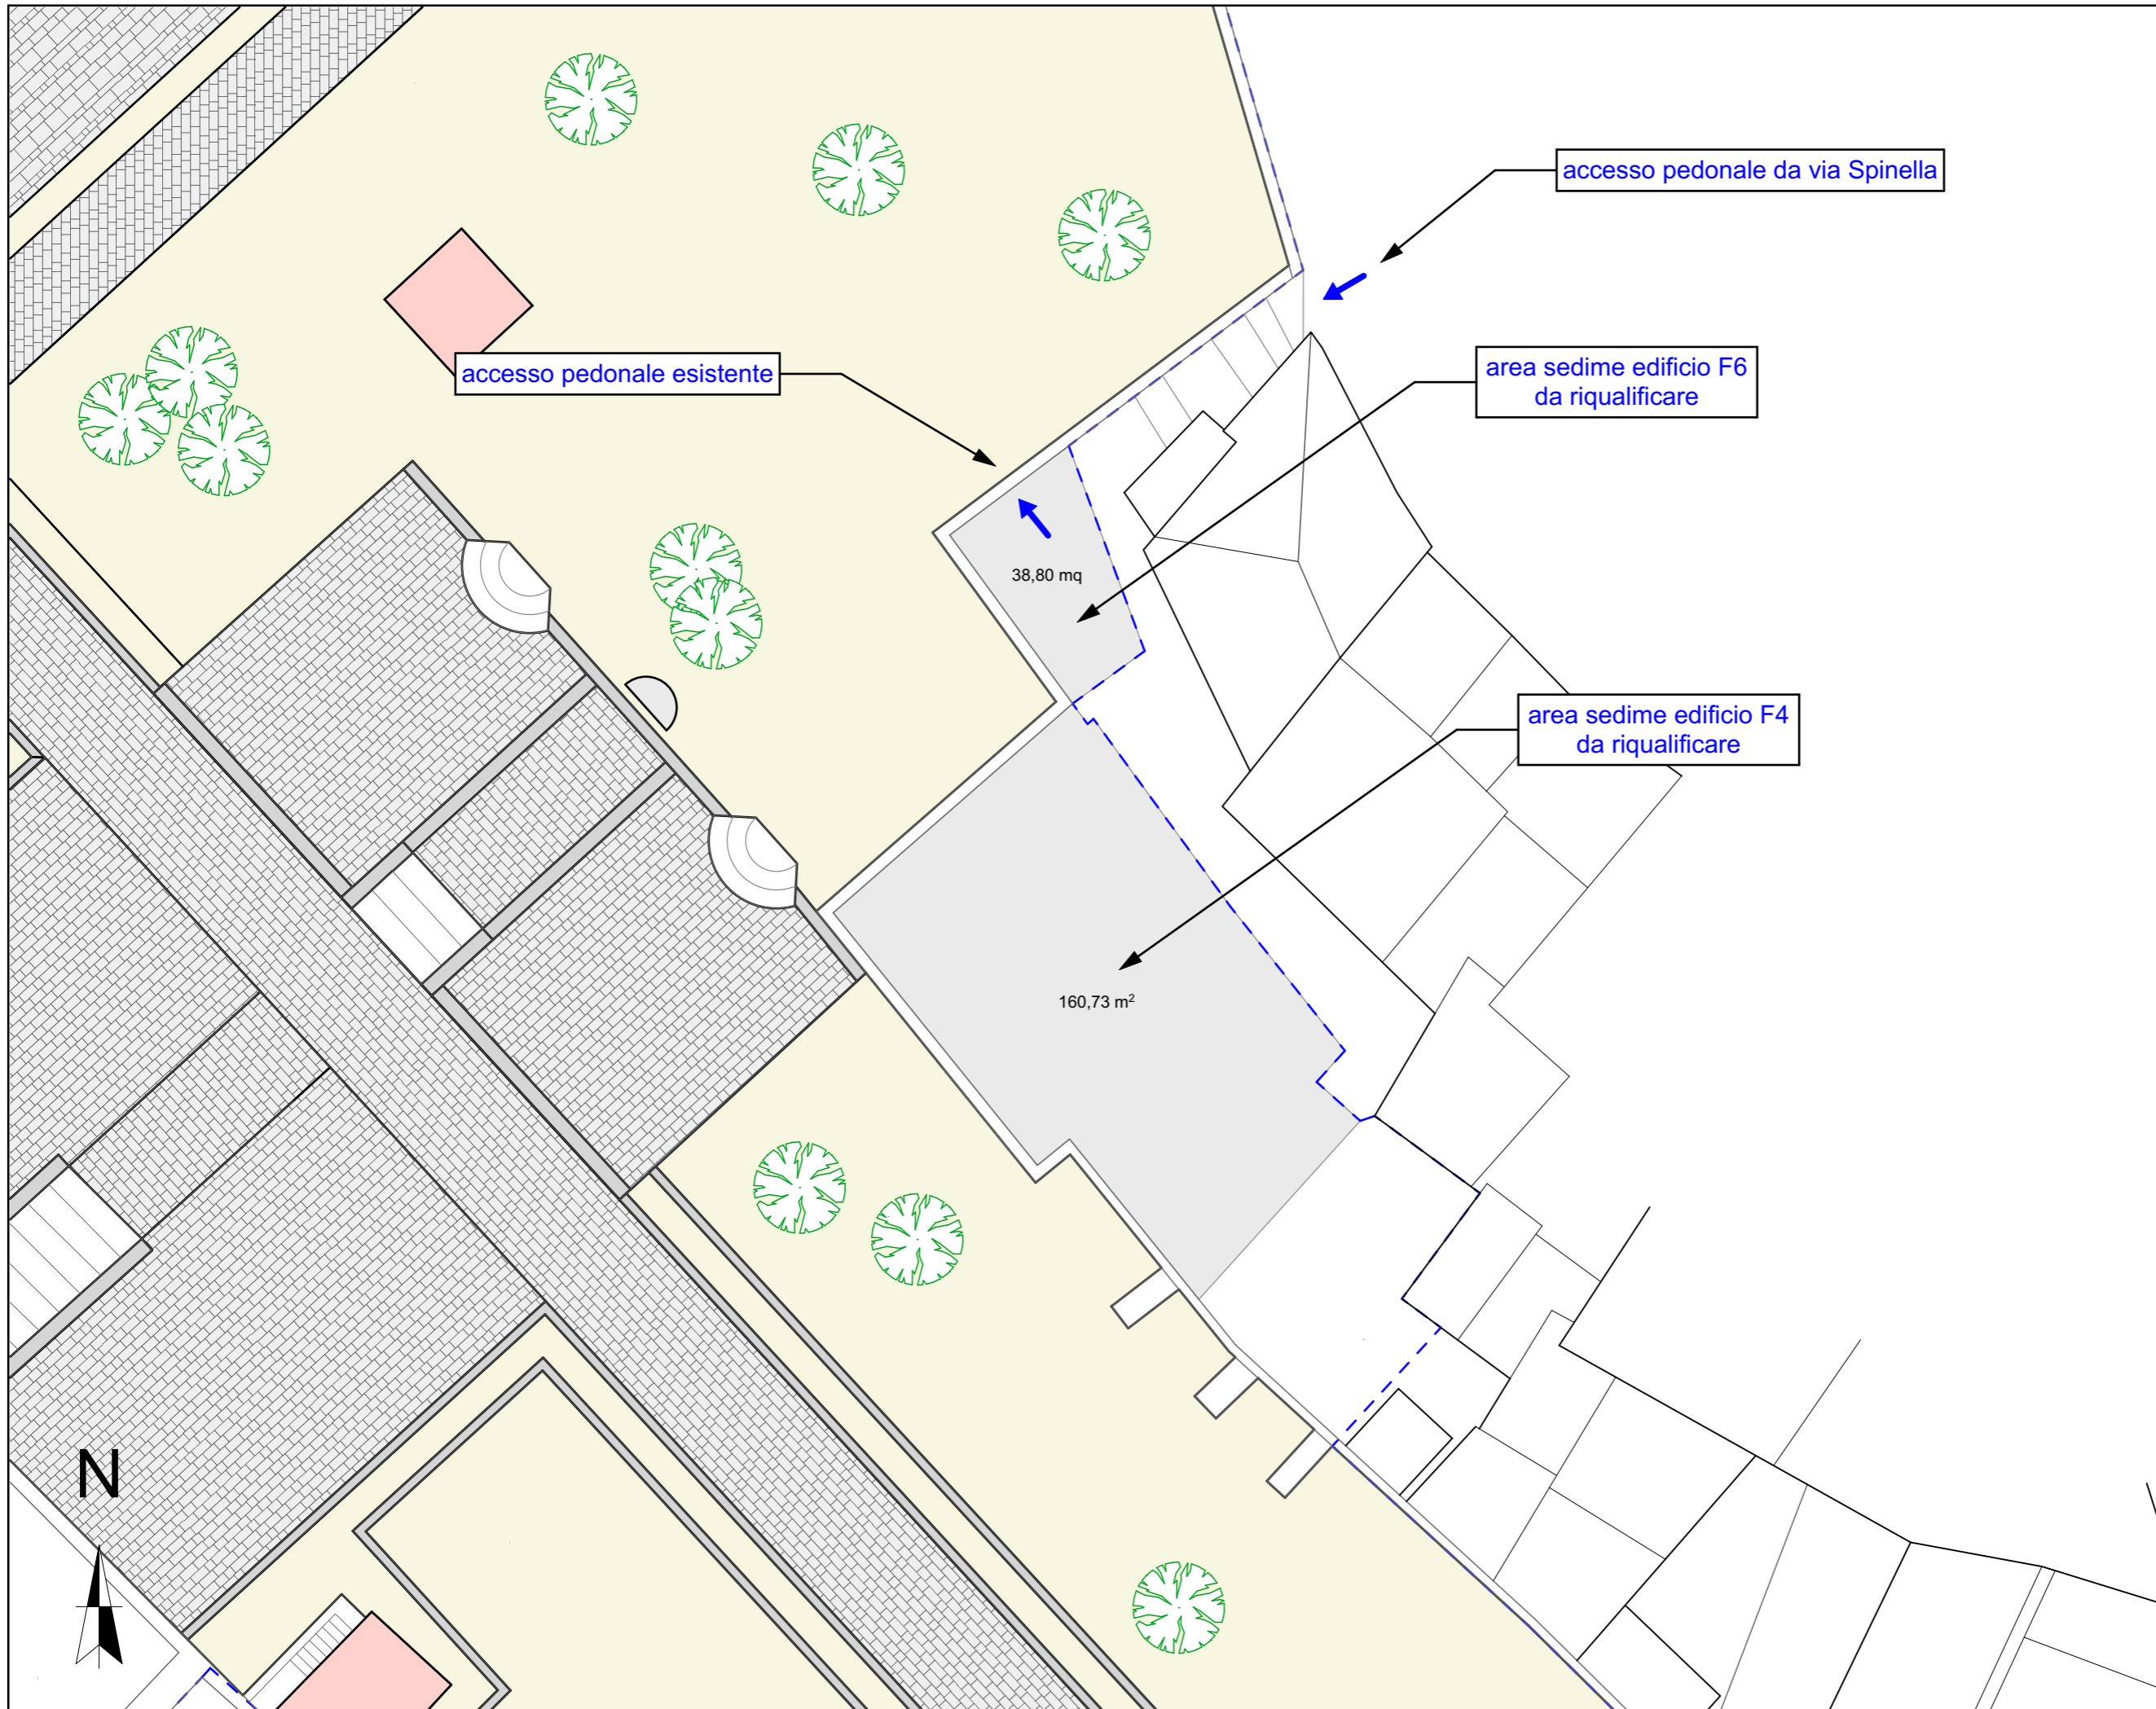 accesso pedonale da via Spinella
area sedime edificio F6
da riqualificare
accesso pedonale esistente
38,80 mq
area sedime edificio F4
da riqualificare
160,73 m²
N